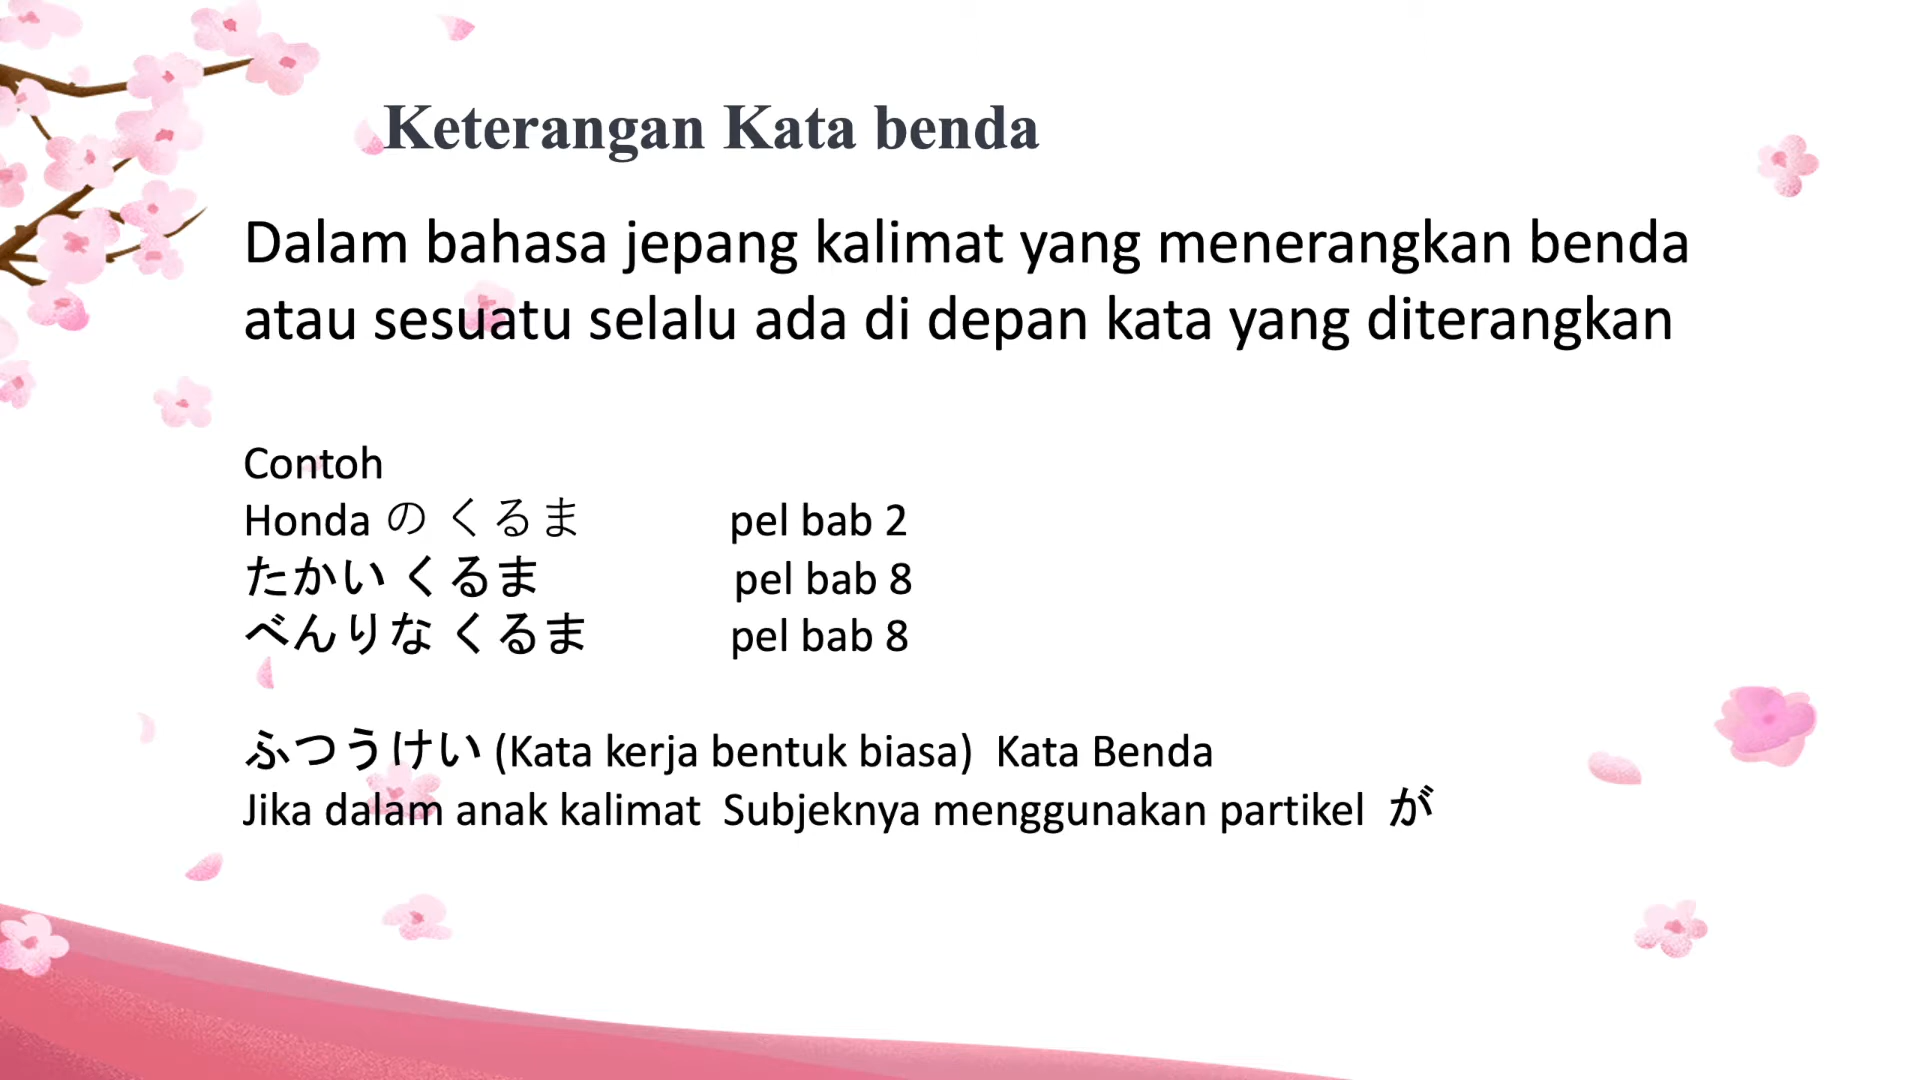 Keterangan Kata benda
Dalam bahasa jepang kalimat yang menerangkan benda
atau sesuatu selalu ada di depan kata yang diterangkan
Contoh
Honda の くるま pel bab 2
たかい くるま pel bab 8
べんりな くるま pel bab 8
ふつうけい (Kata kerja bentuk biasa) Kata Benda
Jika dalam anak kalimat Subjeknya menggunakan partikel が